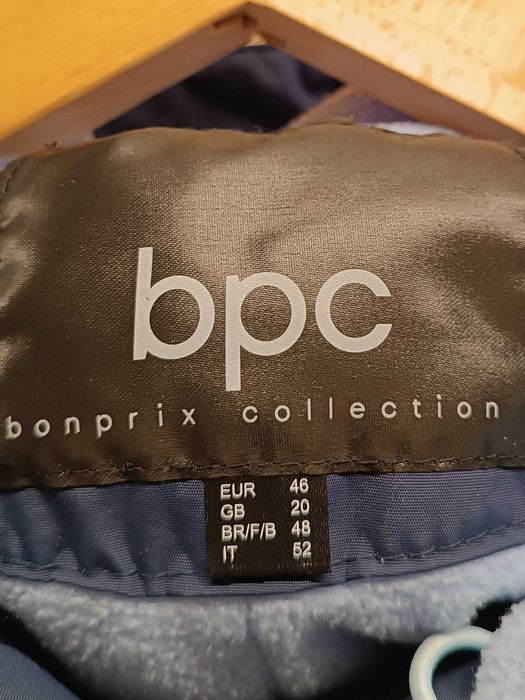 bpc
bonprix collection
EUR 46
GB 20
BR/F/B 48
IT 52